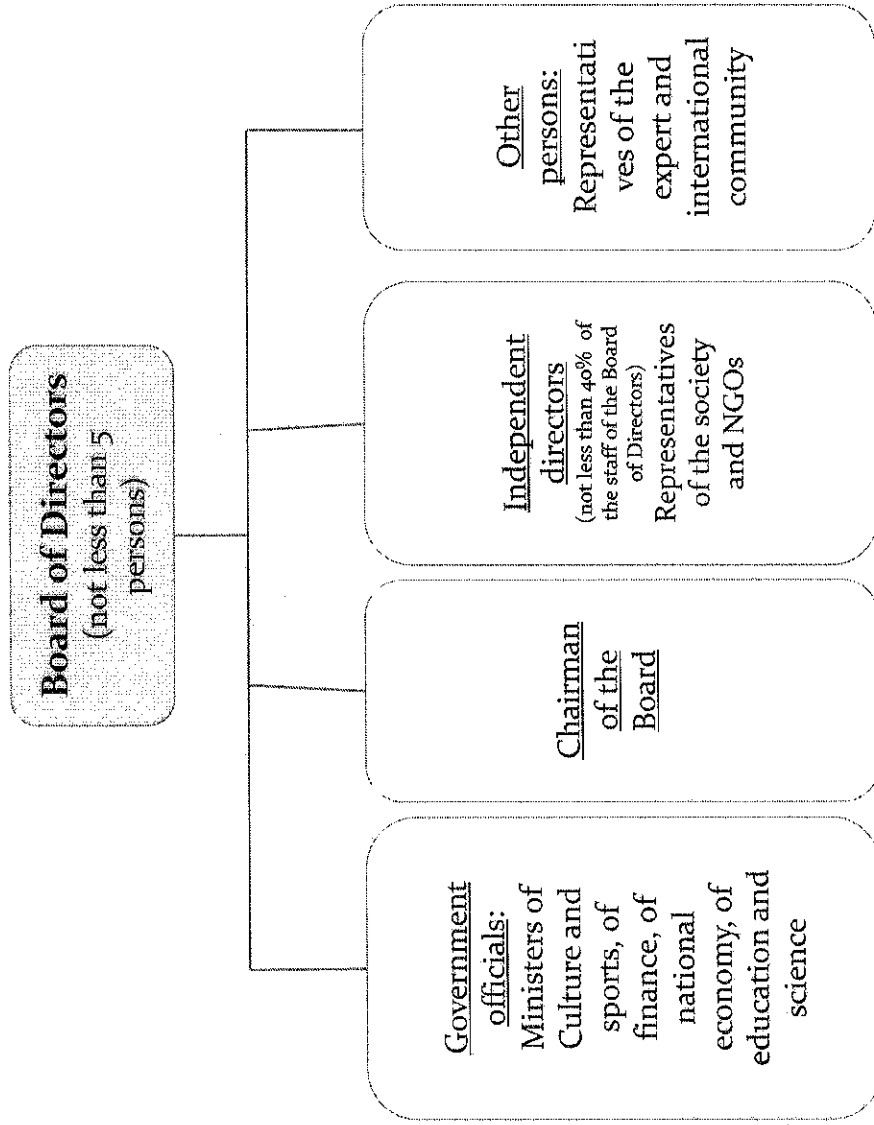 Board of Directors
(not less than 5
persons)
Government
officials:
Ministers of
Culture and
sports, of
finance, of
national
economy, of
education and
science
Chairman
of the
Board
Independent
directors
(not less than 40% of
the staff of the Board
of Directors)
Representatives
of the society
and NGOs
Other
persons:
Representati
ves of the
expert and
international
community